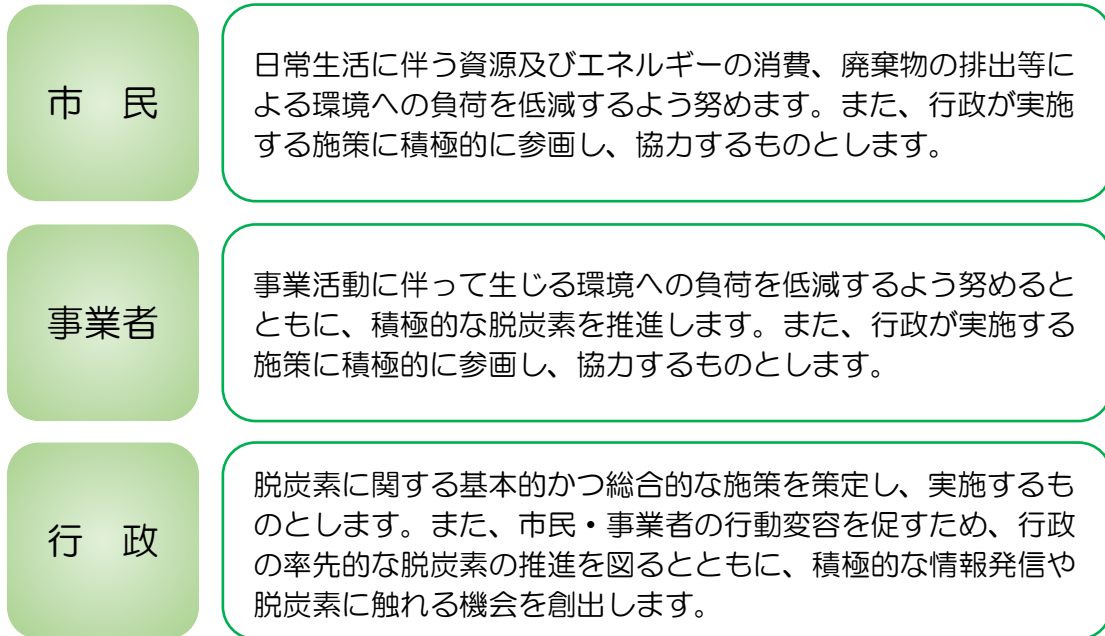 市　民
日常生活に伴う資源及びエネルギーの消費、廃棄物の排出等に
よる環境への負荷を低減するよう努めます。また、行政が実施
する施策に積極的に参画し、協力するものとします。
事業者
事業活動に伴って生じる環境への負荷を低減するよう努めると
ともに、積極的な脱炭素を推進します。また、行政が実施する
施策に積極的に参画し、協力するものとします。
行　政
脱炭素に関する基本的かつ総合的な施策を策定し、実施するも
のとします。また、市民・事業者の行動変容を促すため、行政
の率先的な脱炭素の推進を図るとともに、積極的な情報発信や
脱炭素に触れる機会を創出します。